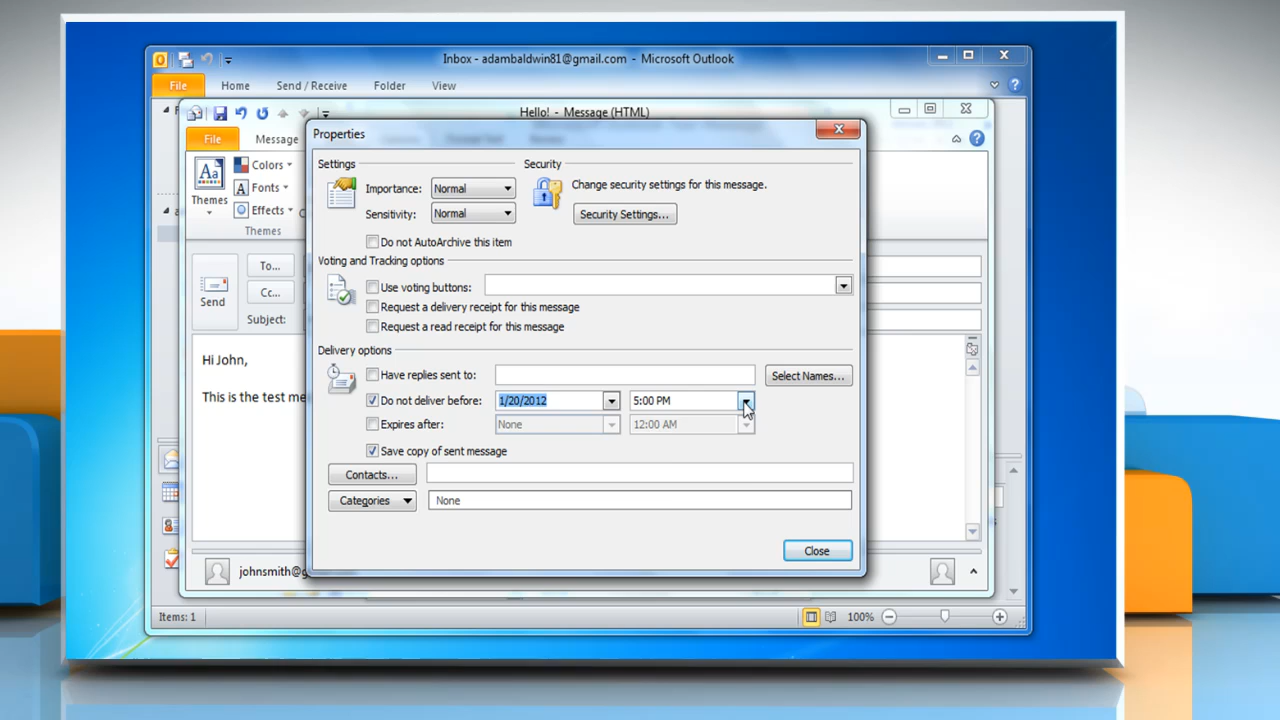 Inbox - adambaldwin81@gmail.com - Microsoft Outlook
File Home Send / Receive Folder View
Hello! - Message (HTML)
File Message
Properties
Aa
Themes
Colors
Fonts
Effects
Themes
Settings
Importance: Normal
Sensitivity: Normal
Do not AutoArchive this item
Security
Change security settings for this message.
Security Settings...
Voting and Tracking options
Use voting buttons:
Request a delivery receipt for this message
Request a read receipt for this message
Delivery options
Have replies sent to: Select Names...
Do not deliver before: 1/20/2012 5:00 PM
Expires after: None 12:00 AM
Save copy of sent message
Contacts...
Categories None
Close
Send
To...
Cc...
Subject:
Hi John,
This is the test me
johnsmith@g
Items: 1 100%